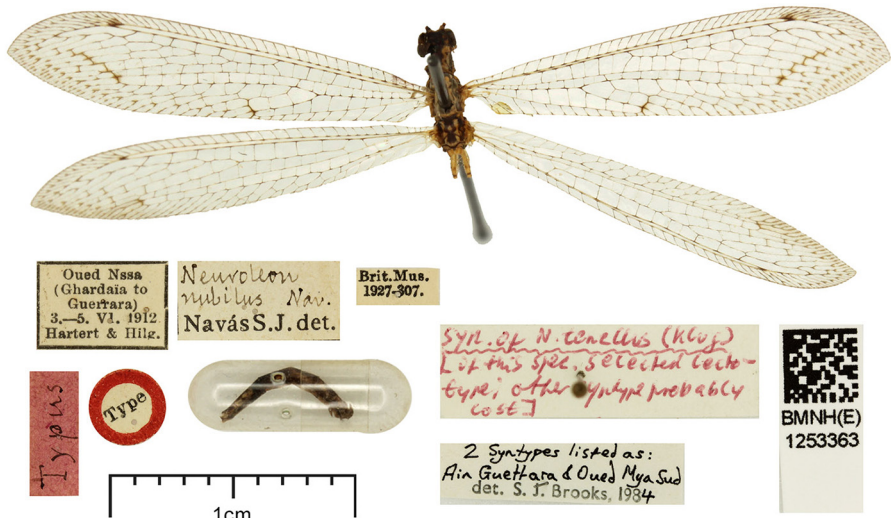 Oued Nssa
(Ghardaïa to
Guerrara)
3.—5. VI. 1912
Hartert & Hilg.
Neuroleon
nubilus Nav.
Navás S.J. det.
Brit. Mus.
1927-307.
Typus
Type
Syn. of N. tenellus (Klug)
[of this spec. selected lecto-
type; other syntype probably
lost]
2 Syntypes listed as:
Ain Guettara & Oued Mya Sud
det. S. J. Brooks, 1984
BMNH(E)
1253363
1cm